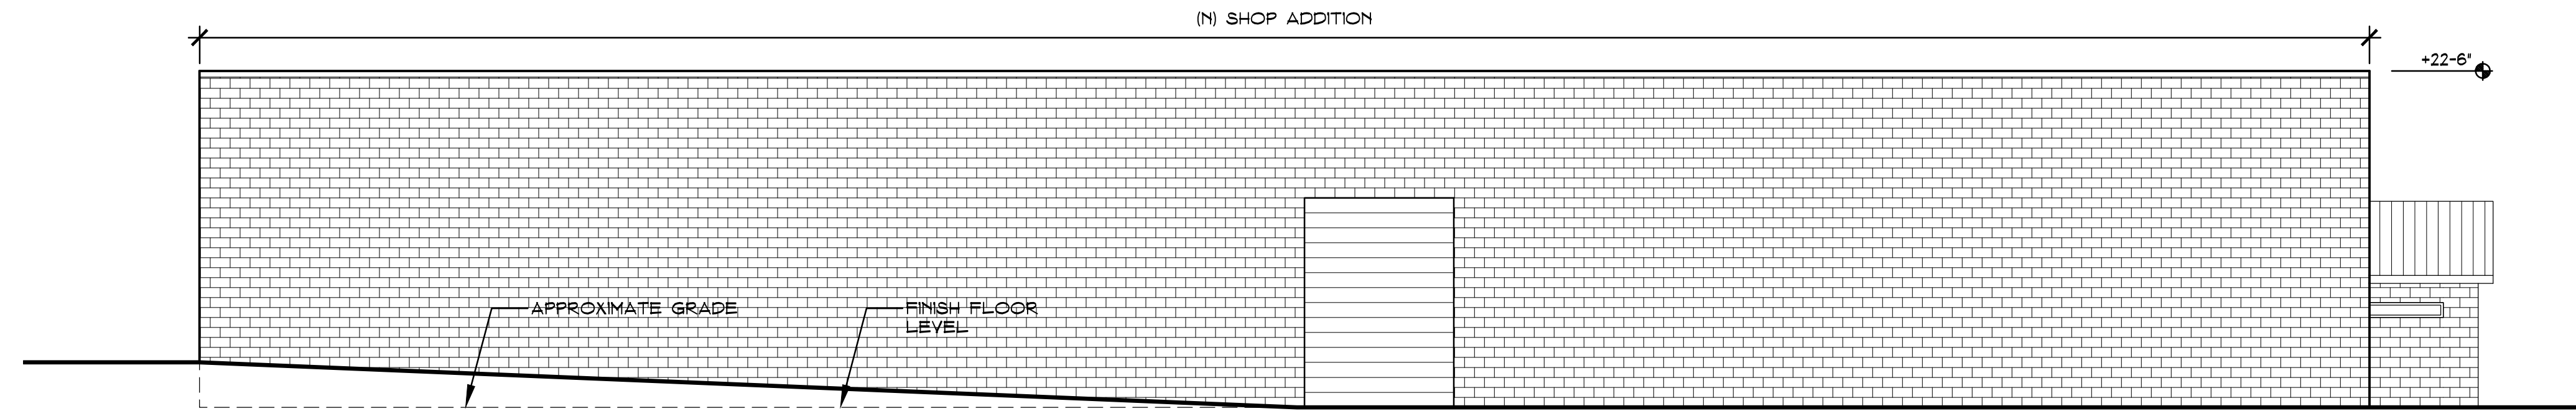 (N) SHOP ADDITION
+22-6"
APPROXIMATE GRADE
FINISH FLOOR
LEVEL